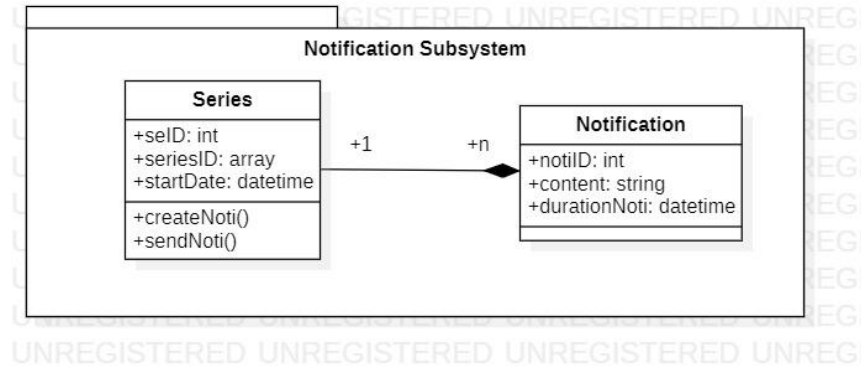 Notification Subsystem
Series
+seID: int
+seriesID: array
+startDate: datetime
+createNoti()
+sendNoti()
+1
+n
Notification
+notiID: int
+content: string
+durationNoti: datetime
UNREGISTERED UNREGISTERED UNREG